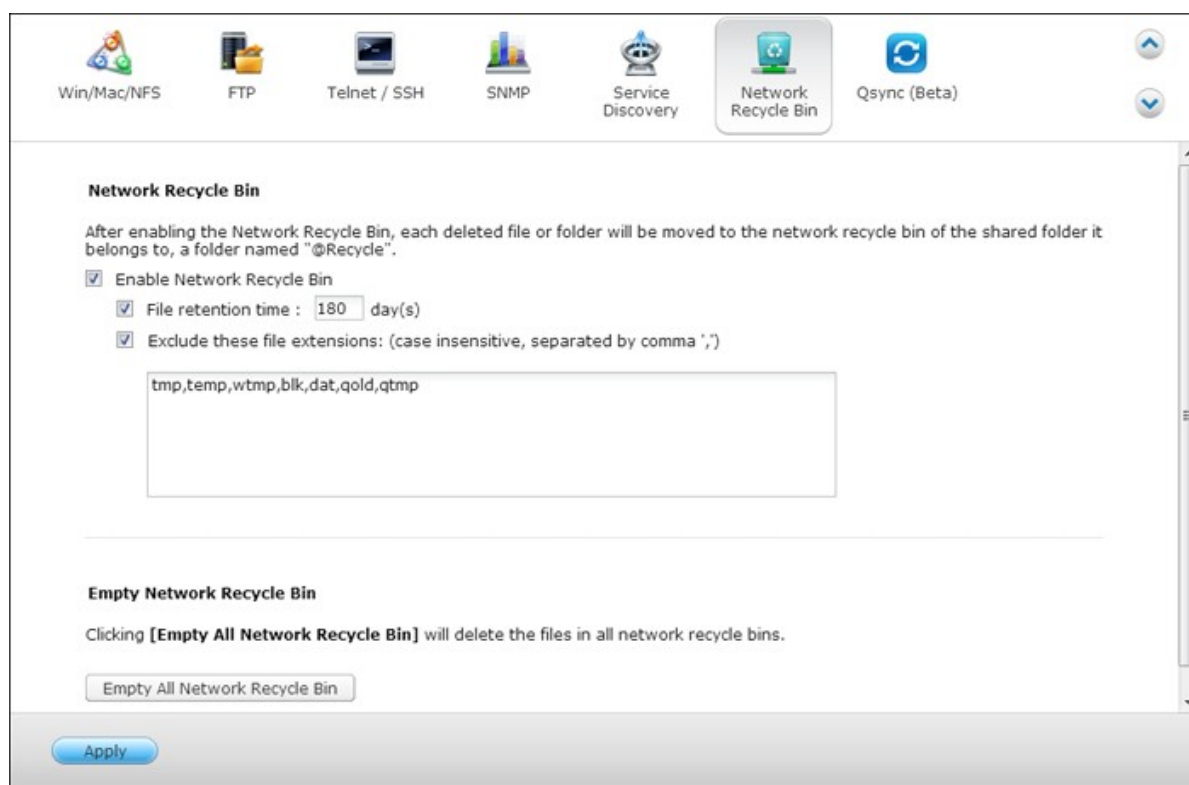 Win/Mac/NFS
FTP
Telnet / SSH
SNMP
Service
Discovery
Network
Recycle Bin
Qsync (Beta)
Network Recycle Bin
After enabling the Network Recycle Bin, each deleted file or folder will be moved to the network recycle bin of the shared folder it
belongs to, a folder named "@Recycle".
Enable Network Recycle Bin
File retention time : 180 day(s)
Exclude these file extensions: (case insensitive, separated by comma ',')
tmp,temp,wtmp,blk,dat,qold,qtmp
Empty Network Recycle Bin
Clicking [Empty All Network Recycle Bin] will delete the files in all network recycle bins.
Empty All Network Recycle Bin
Apply